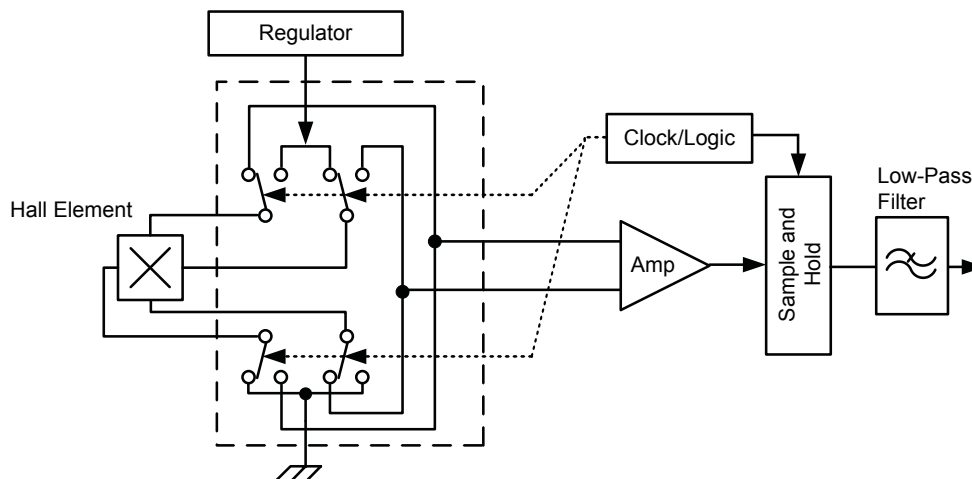 Regulator
Clock/Logic
Low-Pass
Filter
Hall Element
Amp
Sample and
Hold